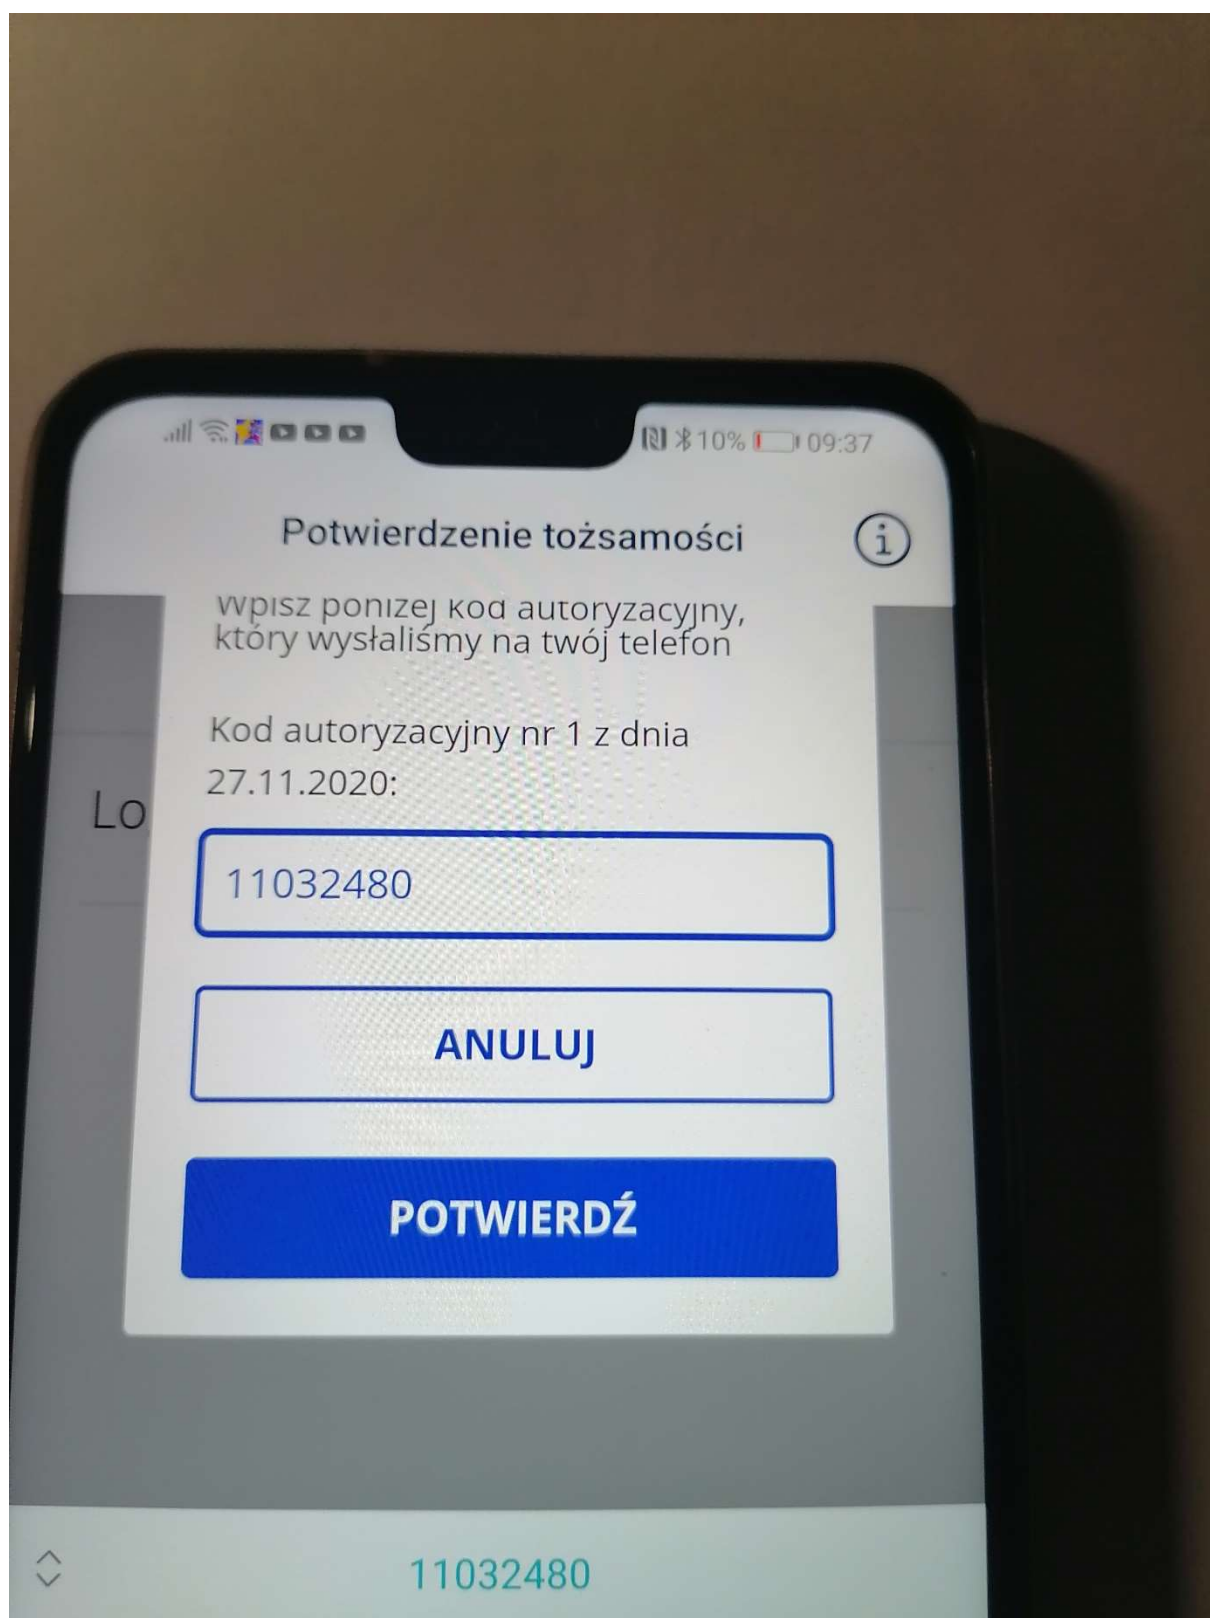 10% 09:37
Potwierdzenie tożsamości
Wpisz poniżej kod autoryzacyjny,
który wysłaliśmy na twój telefon
Kod autoryzacyjny nr 1 z dnia
27.11.2020:
Lo
11032480
ANULUJ
POTWIERDŹ
11032480